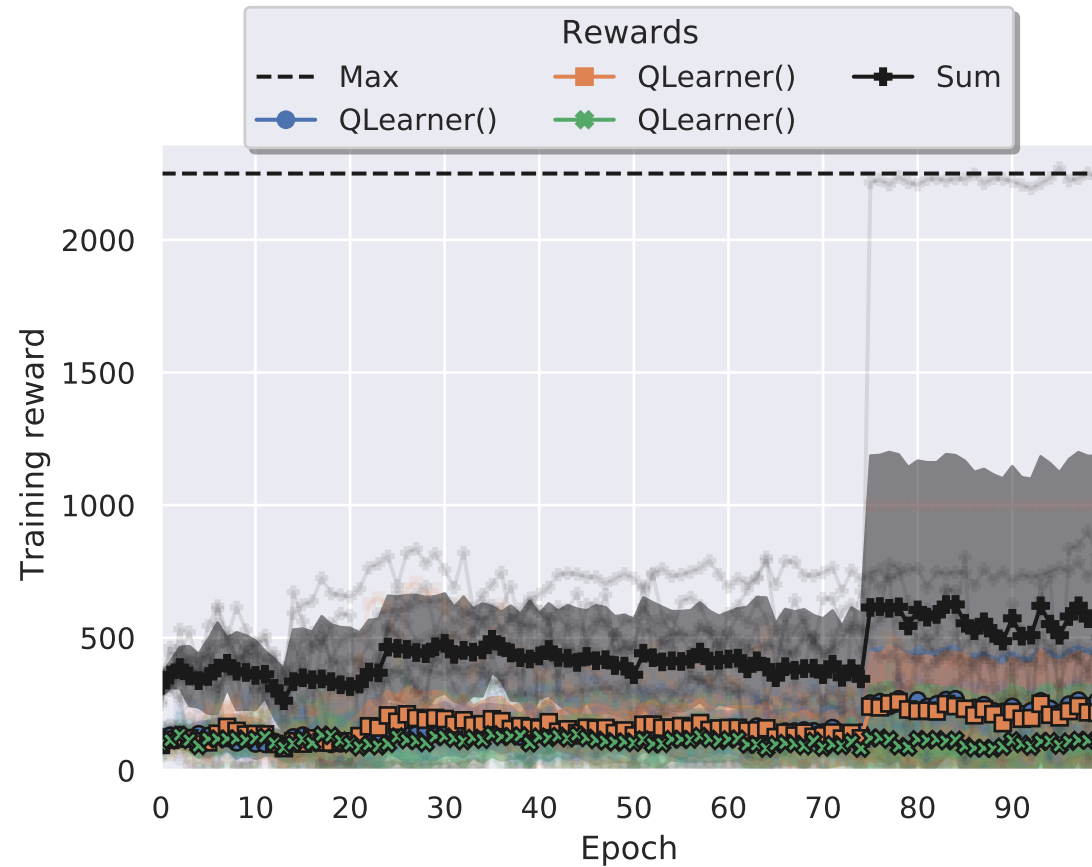 Rewards
Max QLearner() Sum
QLearner() QLearner()
Training reward
2000
1500
1000
500
0
0 10 20 30 40 50 60 70 80 90
Epoch